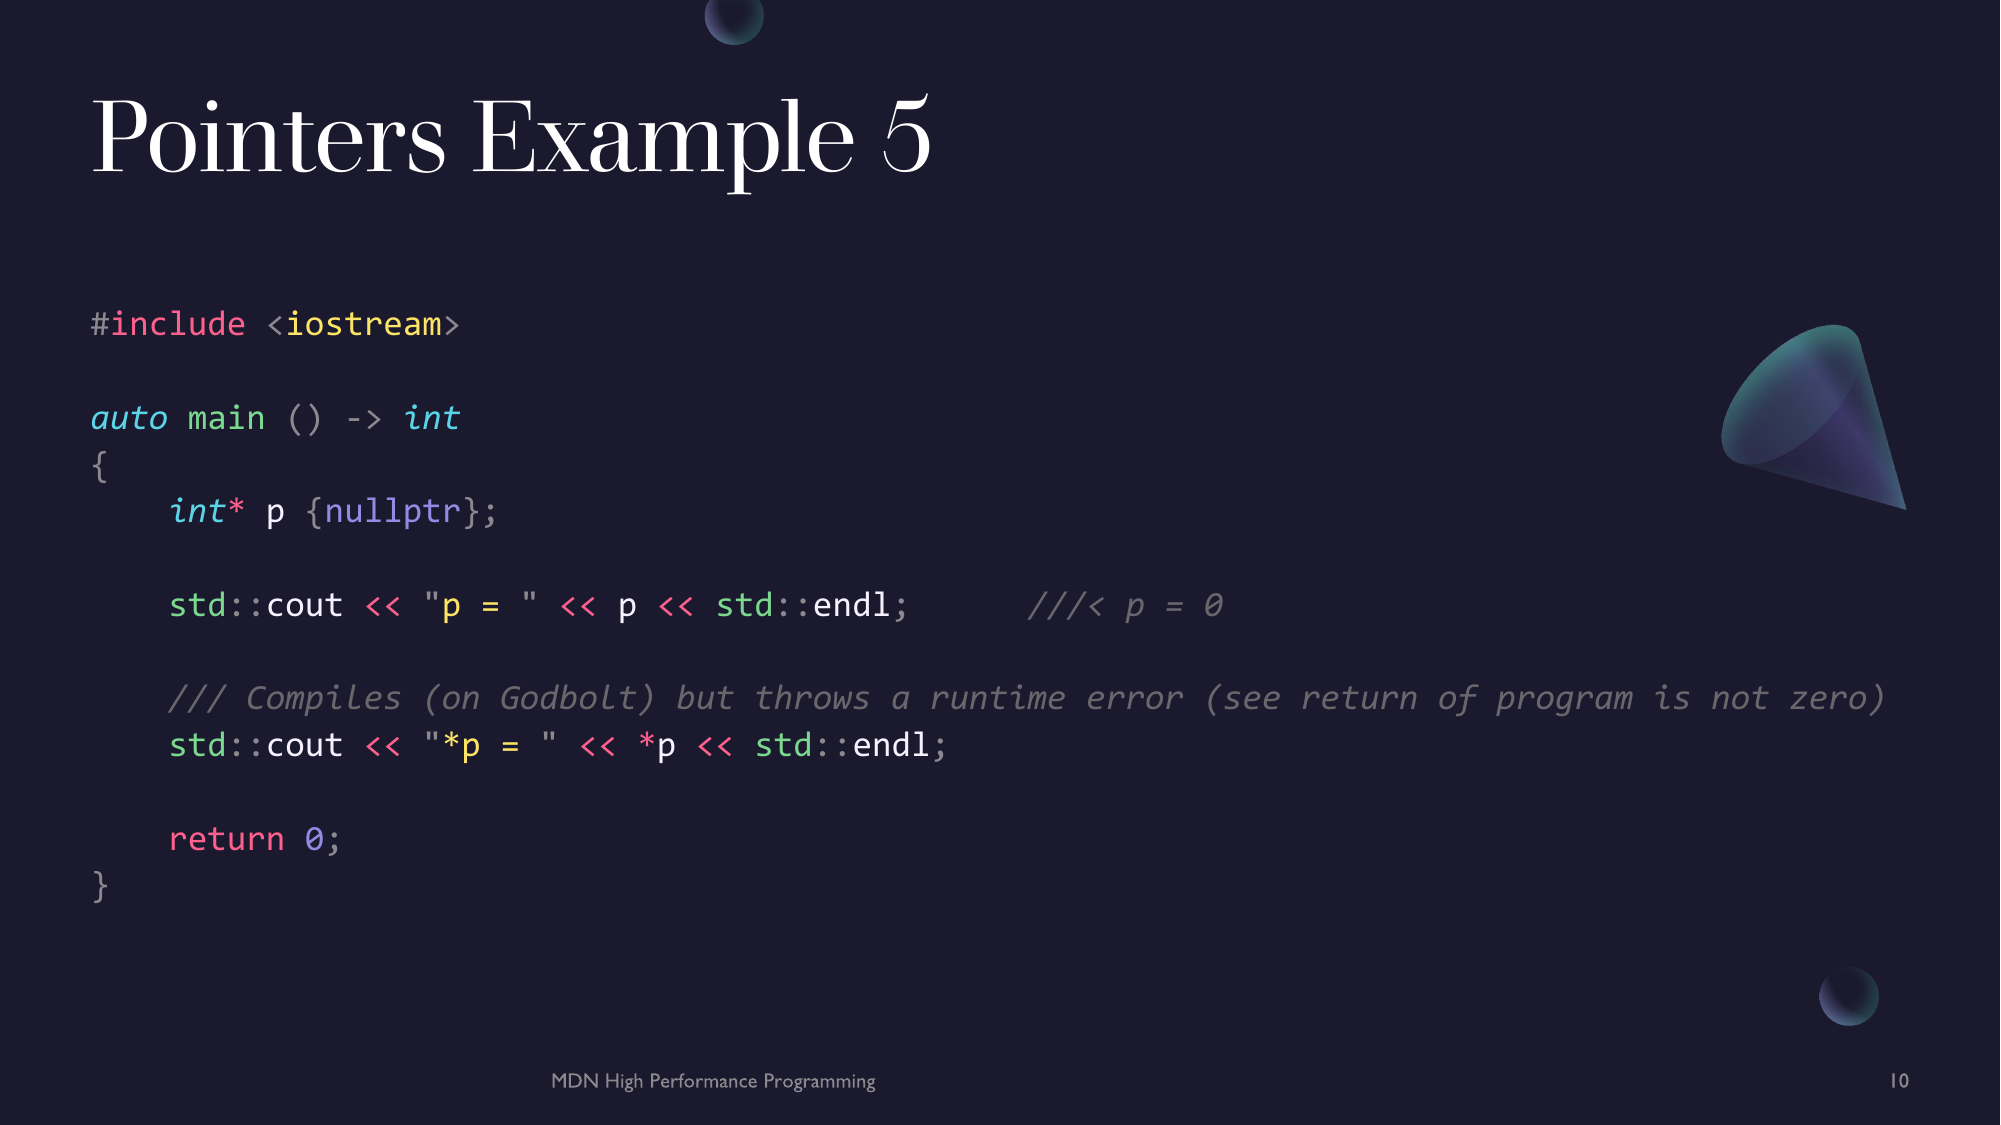 Pointers Example 5
#include <iostream>
auto main () -> int
{
    int* p {nullptr};
    std::cout << "p = " << p << std::endl;      ///< p = 0
    /// Compiles (on Godbolt) but throws a runtime error (see return of program is not zero)
    std::cout << "*p = " << *p << std::endl;
    return 0;
}
MDN High Performance Programming
10